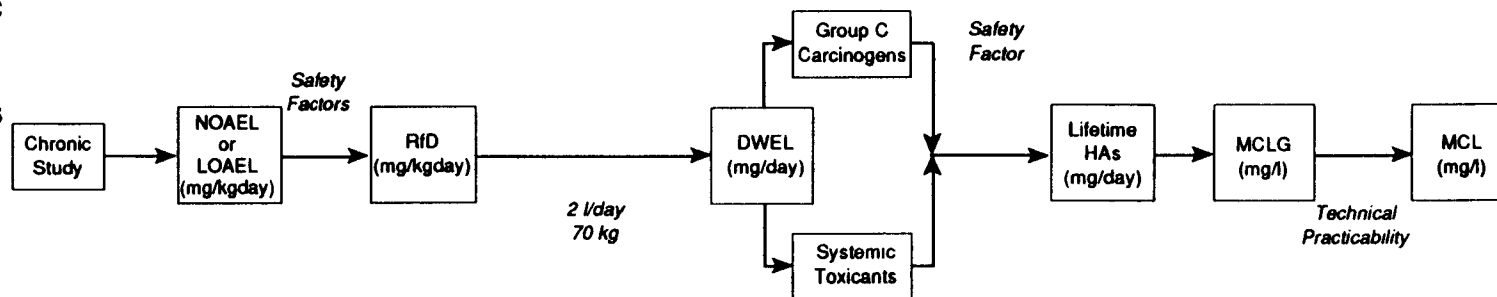 Chronic
Study
NOAEL
or
LOAEL
(mg/kgday)
Safety
Factors
RfD
(mg/kgday)
2 l/day
70 kg
DWEL
(mg/day)
Group C
Carcinogens
Systemic
Toxicants
Safety
Factor
Lifetime
HAs
(mg/day)
MCLG
(mg/l)
Technical
Practicability
MCL
(mg/l)